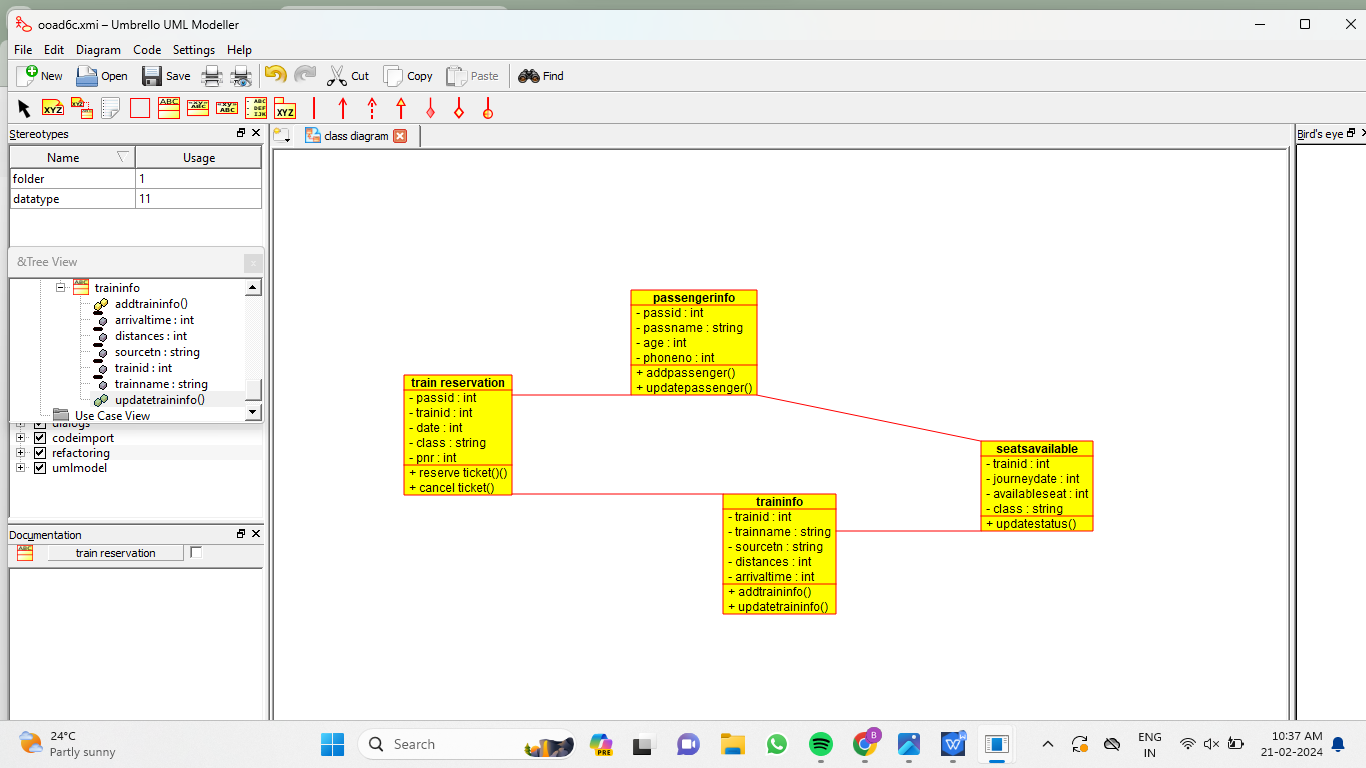 ooad6c.xmi – Umbrello UML Modeller
File Edit Diagram Code Settings Help
New Open Save Cut Copy Paste Find
XYZ XYZ ABC -xy- ABC +xy ABC ABC DEF IJK XYZ
Stereotypes
Name Usage
folder 1
datatype 11
&Tree View
traininfo
addtraininfo()
arrivaltime : int
distances : int
sourcetn : string
trainid : int
trainname : string
updatetraininfo()
Use Case View
dialogs
codeimport
refactoring
umlmodel
Documentation
train reservation
class diagram
Bird's eye
passengerinfo
- passid : int
- passname : string
- age : int
- phoneno : int
+ addpassenger()
+ updatepassenger()
train reservation
- passid : int
- trainid : int
- date : int
- class : string
- pnr : int
+ reserve ticket()()
+ cancel ticket()
seatsavailable
- trainid : int
- journeydate : int
- availableseat : int
- class : string
+ updatestatus()
traininfo
- trainid : int
- trainname : string
- sourcetn : string
- distances : int
- arrivaltime : int
+ addtraininfo()
+ updatetraininfo()
24°C
Partly sunny
Search
PRE
B
W
ENG
IN
10:37 AM
21-02-2024